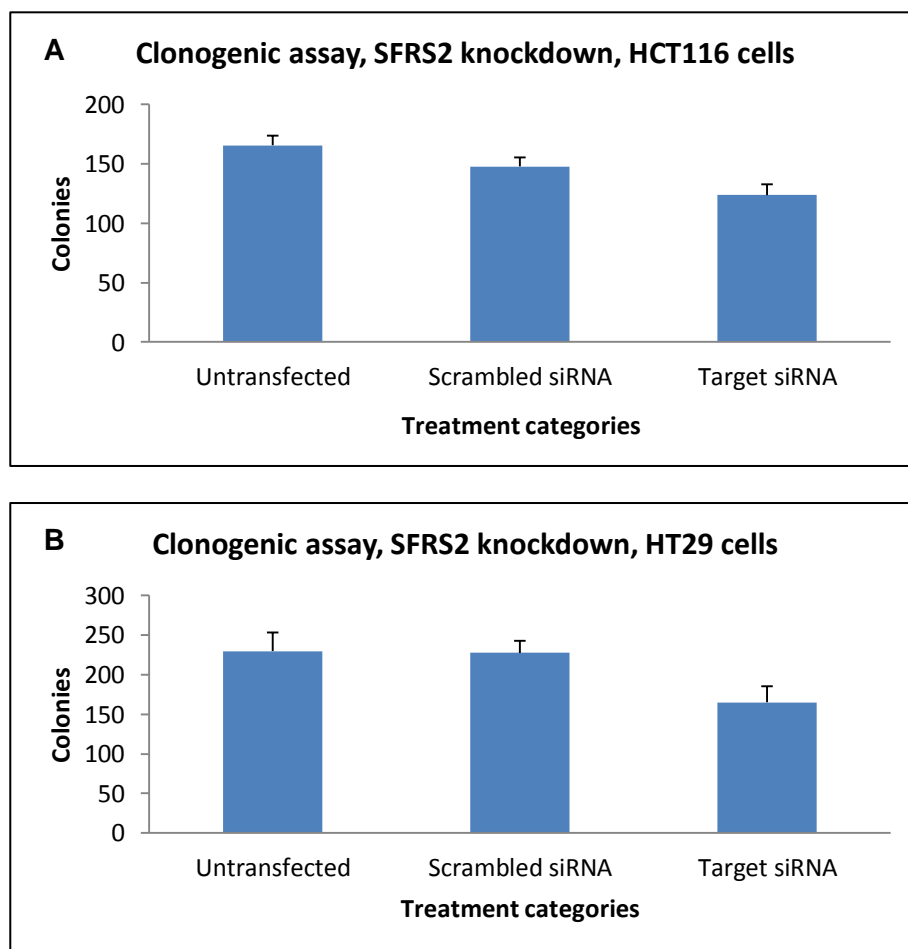 A
Clonogenic assay, SFRS2 knockdown, HCT116 cells
200
150
100
50
0
Colonies
Untransfected Scrambled siRNA Target siRNA
Treatment categories
B
Clonogenic assay, SFRS2 knockdown, HT29 cells
300
250
200
150
100
50
0
Colonies
Untransfected Scrambled siRNA Target siRNA
Treatment categories